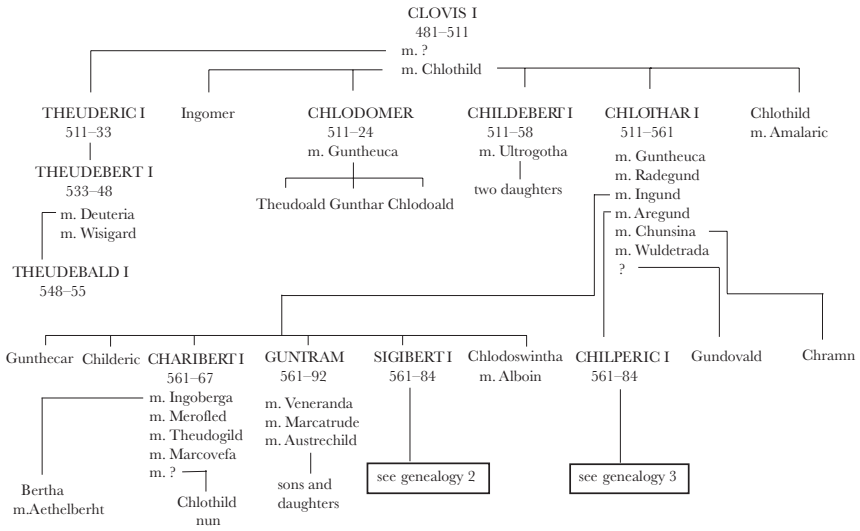 CLOVIS I
481–511
m. ?
m. Chlothild
THEUDERIC I
511–33
Ingomer
CHLODOMER
511–24
m. Guntheuca
CHILDEBERT I
511–58
m. Ultrogotha
CHLOTHAR I
511–561
Chlothild
m. Amalaric
m. Guntheuca
m. Radegund
m. Ingund
m. Aregund
m. Chunsina
m. Wuldetrada
?
THEUDEBERT I
533–48
m. Deuteria
m. Wisigard
two daughters
Theudoald Gunthar Chlodoald
THEUDEBALD I
548–55
Gunthecar
Childeric
CHARIBERT I
561–67
m. Ingoberga
m. Merofled
m. Theudogild
m. Marcovefa
m. ?
GUNTRAM
561–92
m. Veneranda
m. Marcatrude
m. Austrechild
SIGIBERT I
561–84
Chlodoswintha
m. Alboin
CHILPERIC I
561–84
Gundovald
Chramn
Bertha
m.Aethelberht
Chlothild
nun
sons and
daughters
see genealogy 2
see genealogy 3